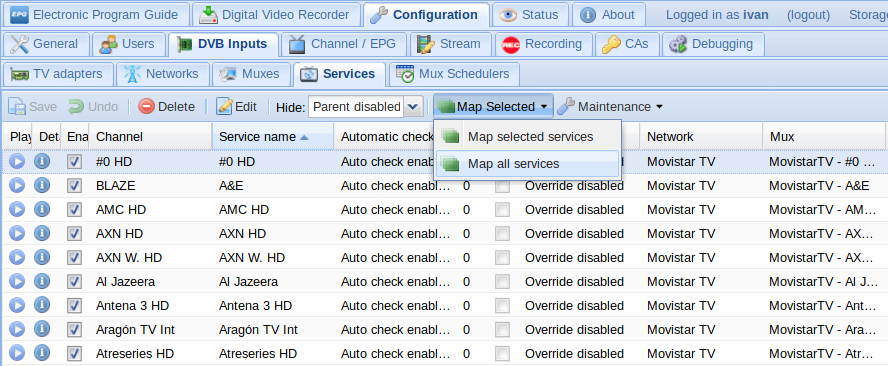 EPG Electronic Program Guide Digital Video Recorder Configuration Status About Logged in as ivan (logout) Storage
General Users DVB Inputs Channel / EPG Stream REC Recording CAs Debugging
TV adapters Networks Muxes Services Mux Schedulers
Save Undo Delete Edit Hide: Parent disabled Map Selected Maintenance
Play Deta Ena Channel Service name Automatic check Network Mux
Map selected services
Map all services
#0 HD #0 HD Auto check enabl… 0 Override disabled Movistar TV MovistarTV - #0 …
BLAZE A&E Auto check enabl… 0 Override disabled Movistar TV MovistarTV - A&E
AMC HD AMC HD Auto check enabl… 0 Override disabled Movistar TV MovistarTV - AM…
AXN HD AXN HD Auto check enabl… 0 Override disabled Movistar TV MovistarTV - AX…
AXN W. HD AXN W. HD Auto check enabl… 0 Override disabled Movistar TV MovistarTV - AX…
Al Jazeera Al Jazeera Auto check enabl… 0 Override disabled Movistar TV MovistarTV - Al J…
Antena 3 HD Antena 3 HD Auto check enabl… 0 Override disabled Movistar TV MovistarTV - Ant…
Aragón TV Int Aragón TV Int Auto check enabl… 0 Override disabled Movistar TV MovistarTV - Ara…
Atreseries HD Atreseries HD Auto check enabl… 0 Override disabled Movistar TV MovistarTV - Atre…